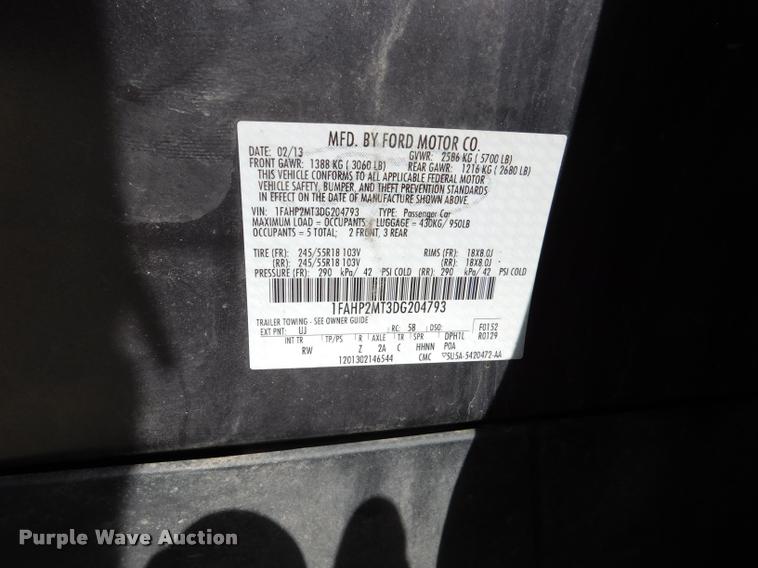 MFD. BY FORD MOTOR CO.
DATE: 02/13 GVWR: 2586 KG ( 5700 LB)
FRONT GAWR: 1388 KG ( 3060 LB) REAR GAWR: 1216 KG ( 2680 LB)
THIS VEHICLE CONFORMS TO ALL APPLICABLE FEDERAL MOTOR
VEHICLE SAFETY, BUMPER, AND THEFT PREVENTION STANDARDS
IN EFFECT ON THE DATE OF MANUFACTURE SHOWN ABOVE.
VIN: 1FAHP2MT3DG204793 TYPE: Passenger Car
MAXIMUM LOAD = OCCUPANTS + LUGGAGE = 430KG/ 950LB
OCCUPANTS = 5 TOTAL; 2 FRONT, 3 REAR
TIRE (FR): 245/55R18 103V RIMS (FR): 18X8.0J
(RR): 245/55R18 103V (RR): 18X8.0J
PRESSURE (FR): 290 kPa/ 42 PSI COLD (RR): 290 kPa/ 42 PSI COLD
1FAHP2MT3DG204793
TRAILER TOWING - SEE OWNER GUIDE
EXT PNT: UJ RC: 58 DSO: F0152
INT TR TP/PS R AXLE TR SPR DPH1L R0129
RW Z 2A C HHNN POA
1201302146544 CMC 5U5A-5420472-AA
Purple Wave Auction